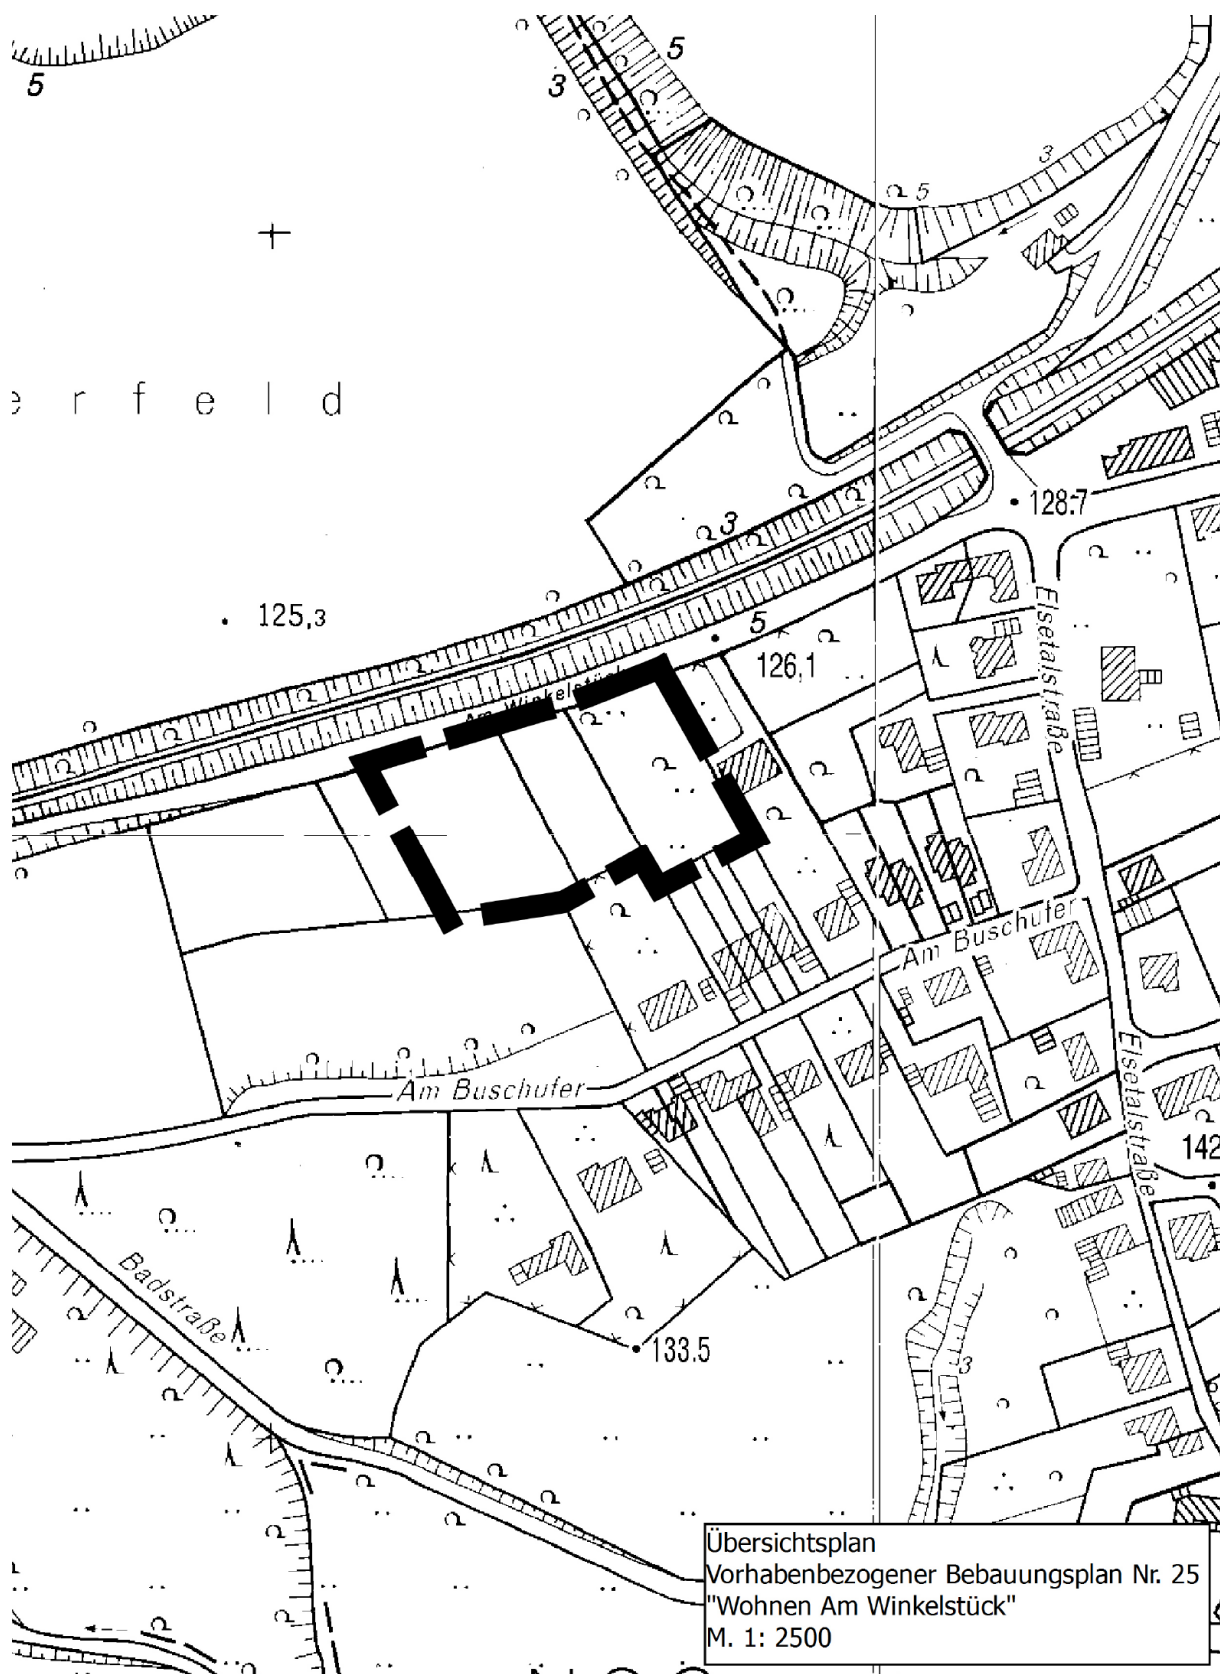 5
3
5
3
5
erfeld
3
128.7
125,3
5
126,1
Am Winkelstück
Elsetalstraße
Am Buschufer
Am Buschufer
Elsetalstraße
142
Badstraße
133.5
3
Übersichtsplan
Vorhabenbezogener Bebauungsplan Nr. 25
"Wohnen Am Winkelstück"
M. 1: 2500